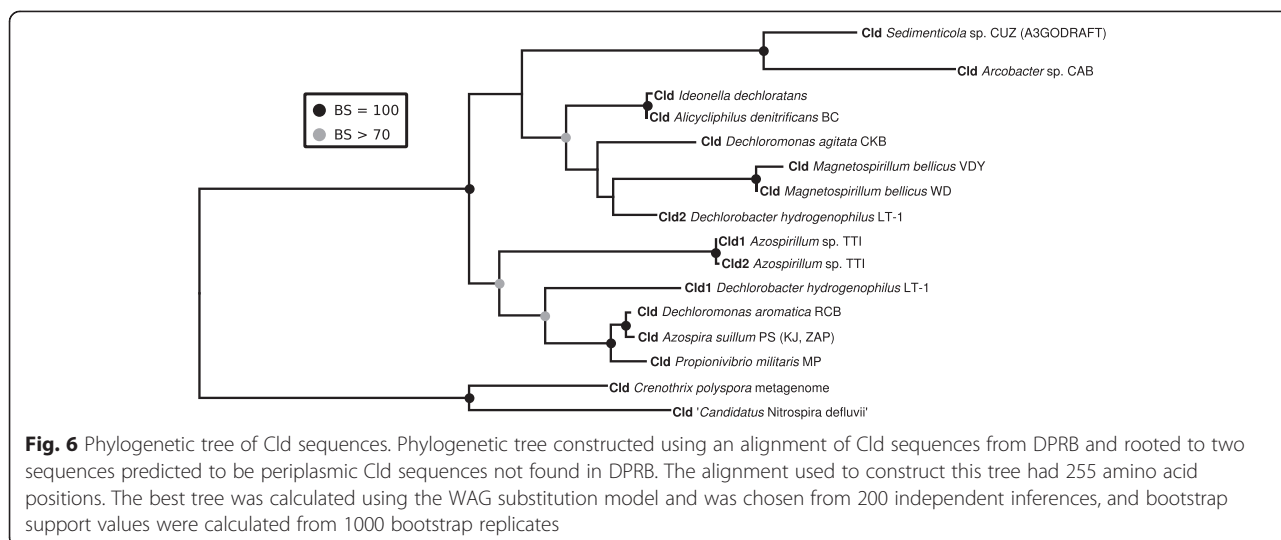 Cld Sedimenticola sp. CUZ (A3GODRAFT)
Cld Arcobacter sp. CAB
BS = 100
BS > 70
Cld Ideonella dechloratans
Cld Alicycliphilus denitrificans BC
Cld Dechloromonas agitata CKB
Cld Magnetospirillum bellicus VDY
Cld Magnetospirillum bellicus WD
Cld2 Dechlorobacter hydrogenophilus LT-1
Cld1 Azospirillum sp. TTI
Cld2 Azospirillum sp. TTI
Cld1 Dechlorobacter hydrogenophilus LT-1
Cld Dechloromonas aromatica RCB
Cld Azospira suillum PS (KJ, ZAP)
Cld Propionivibrio militaris MP
Cld Crenothrix polyspora metagenome
Cld 'Candidatus Nitrospira defluvii'
Fig. 6 Phylogenetic tree of Cld sequences. Phylogenetic tree constructed using an alignment of Cld sequences from DPRB and rooted to two
sequences predicted to be periplasmic Cld sequences not found in DPRB. The alignment used to construct this tree had 255 amino acid
positions. The best tree was calculated using the WAG substitution model and was chosen from 200 independent inferences, and bootstrap
support values were calculated from 1000 bootstrap replicates